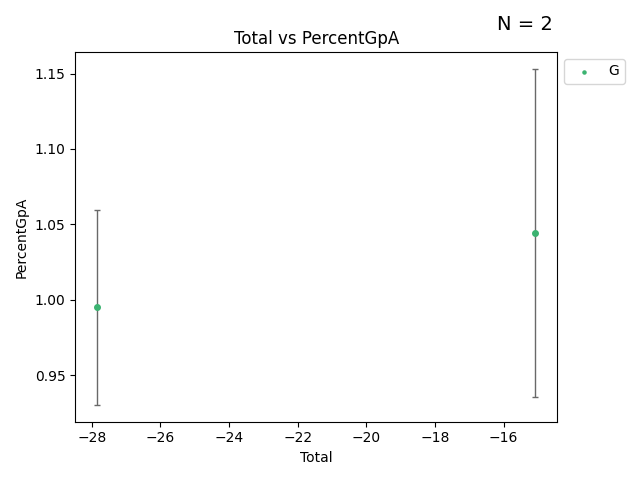 N = 2
Total vs PercentGpA
G
PercentGpA
1.15
1.10
1.05
1.00
0.95
−28 −26 −24 −22 −20 −18 −16
Total